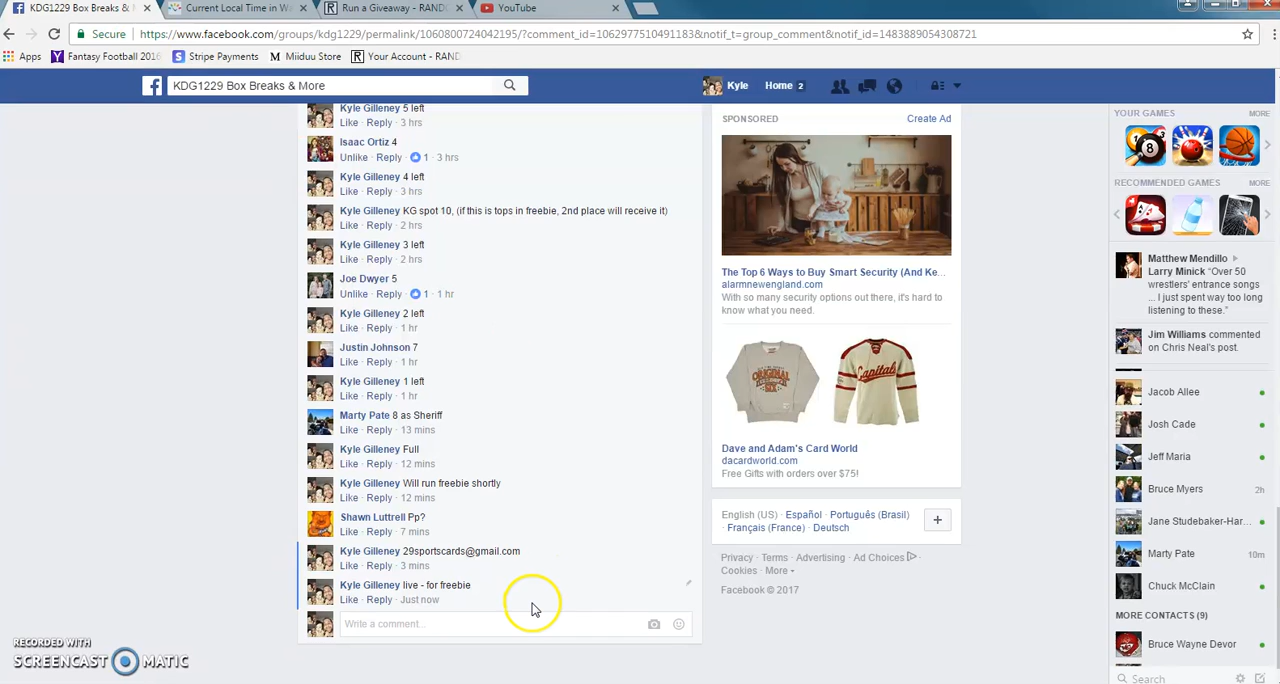 KDG1229 Box Breaks & More
Current Local Time in W
Run a Giveaway - RAND
YouTube
Secure
https://www.facebook.com/groups/kdg1229/permalink/1060800724042195/?comment_id=1062977510491183&notif_t=group_comment&notif_id=1483889054308721
Apps
Fantasy Football 2016
Stripe Payments
Miiduu Store
Your Account - RAND
KDG1229 Box Breaks & More
Kyle
Home 2
Kyle Gilleney 5 left
Like · Reply · 3 hrs
Isaac Ortiz 4
Unlike · Reply · 1 · 3 hrs
Kyle Gilleney 4 left
Like · Reply · 3 hrs
Kyle Gilleney KG spot 10, (if this is tops in freebie, 2nd place will receive it)
Like · Reply · 2 hrs
Kyle Gilleney 3 left
Like · Reply · 2 hrs
Joe Dwyer 5
Unlike · Reply · 1 · 1 hr
Kyle Gilleney 2 left
Like · Reply · 1 hr
Justin Johnson 7
Like · Reply · 1 hr
Kyle Gilleney 1 left
Like · Reply · 1 hr
Marty Pate 8 as Sheriff
Like · Reply · 13 mins
Kyle Gilleney Full
Like · Reply · 12 mins
Kyle Gilleney Will run freebie shortly
Like · Reply · 12 mins
Shawn Luttrell Pp?
Like · Reply · 7 mins
Kyle Gilleney 29sportscards@gmail.com
Like · Reply · 3 mins
Kyle Gilleney live - for freebie
Like · Reply · Just now
Write a comment...
SPONSORED
Create Ad
The Top 6 Ways to Buy Smart Security (And Ke...
alarmnewengland.com
With so many security options out there, it's hard to
know what you need.
ORIGINAL
SIX
Capitals
Dave and Adam's Card World
dacardworld.com
Free Gifts with orders over $75!
English (US) · Español · Português (Brasil) ·
Français (France) · Deutsch
+
Privacy · Terms · Advertising · Ad Choices ·
Cookies · More
Facebook © 2017
YOUR GAMES
MORE
8
RECOMMENDED GAMES
MORE
Matthew Mendillo
Larry Minick "Over 50
wrestlers' entrance songs
... I just spent way too long
listening to these."
Jim Williams commented
on Chris Neal's post.
Jacob Allee
Josh Cade
Jeff Maria
Bruce Myers 2h
Jane Studebaker-Har...
Marty Pate 10m
Chuck McClain
MORE CONTACTS (9)
Bruce Wayne Devor
Search
RECORDED WITH
SCREENCAST MATIC